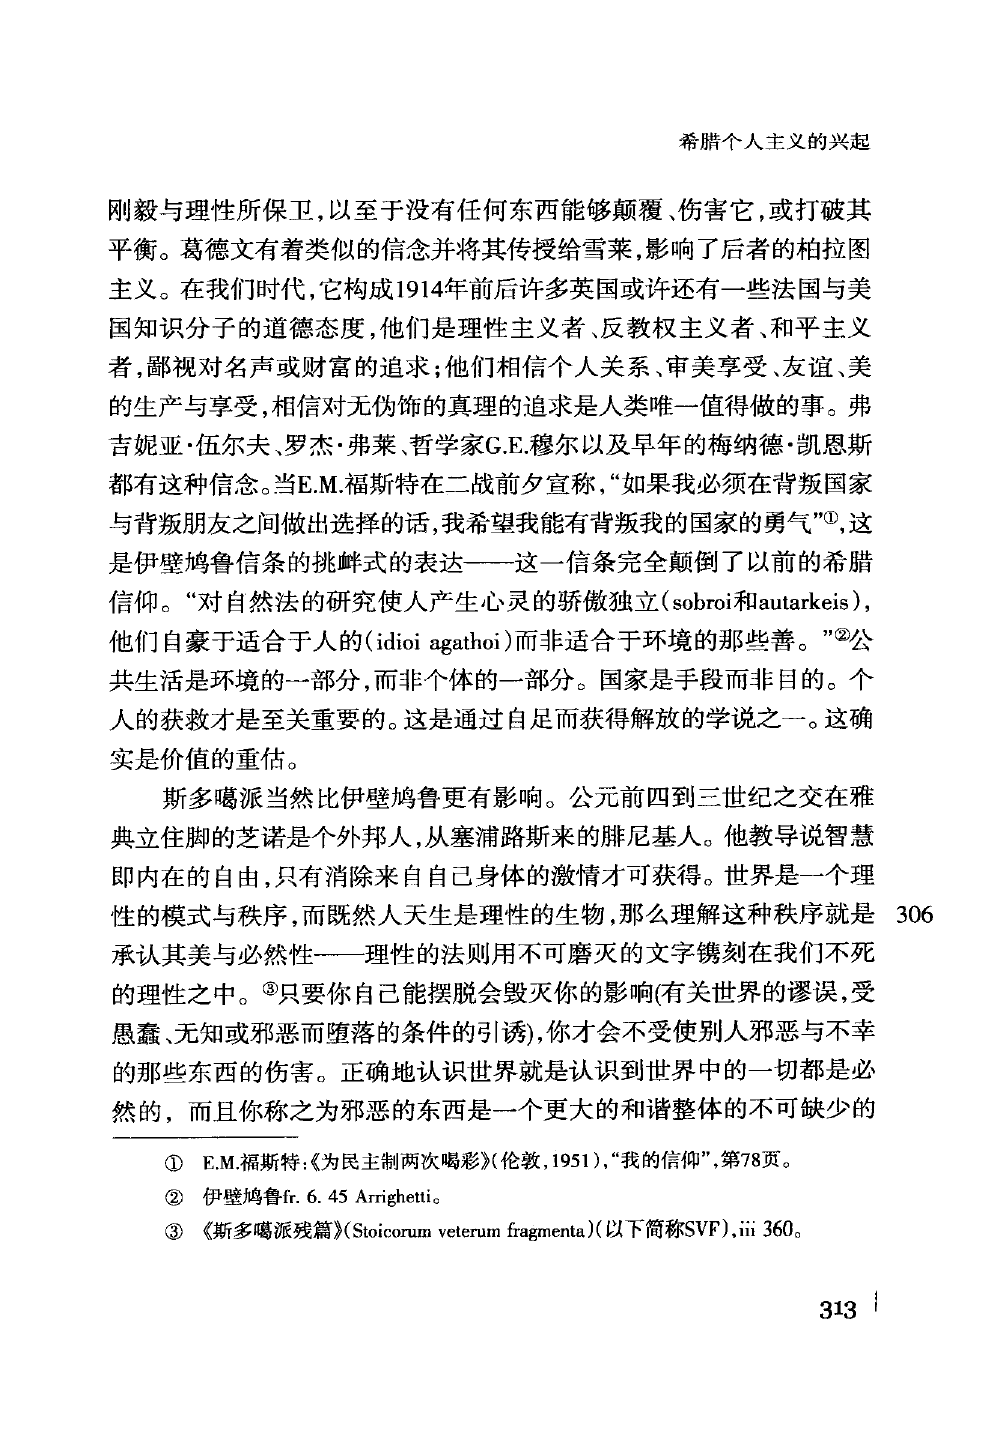 希腊个人主义的兴起
刚毅与理性所保卫,以至于没有任何东西能够颠覆、伤害它,或打破其
平衡。葛德文有着类似的信念并将其传授给雪莱,影响了后者的柏拉图
主义。在我们时代,它构成1914年前后许多英国或许还有一些法国与美
国知识分子的道德态度,他们是理性主义者、反教权主义者、和平主义
者,鄙视对名声或财富的追求;他们相信个人关系、审美享受、友谊、美
的生产与享受,相信对无伪饰的真理的追求是人类唯一值得做的事。弗
吉妮亚·伍尔夫、罗杰·弗莱、哲学家G.E.穆尔以及早年的梅纳德·凯恩斯
都有这种信念。当E.M.福斯特在二战前夕宣称,“如果我必须在背叛国家
与背叛朋友之间做出选择的话,我希望我能有背叛我的国家的勇气”①,这
是伊壁鸠鲁信条的挑衅式的表达——这一信条完全颠倒了以前的希腊
信仰。“对自然法的研究使人产生心灵的骄傲独立(sobroi和autarkeis),
他们自豪于适合于人的(idioi agathoi)而非适合于环境的那些善。”②公
共生活是环境的一部分,而非个体的一部分。国家是手段而非目的。个
人的获救才是至关重要的。这是通过自足而获得解放的学说之一。这确
实是价值的重估。
斯多噶派当然比伊壁鸠鲁更有影响。公元前四到三世纪之交在雅
典立住脚的芝诺是个外邦人,从塞浦路斯来的腓尼基人。他教导说智慧
即内在的自由,只有消除来自自己身体的激情才可获得。世界是一个理
性的模式与秩序,而既然人天生是理性的生物,那么理解这种秩序就是 306
承认其美与必然性——理性的法则用不可磨灭的文字镌刻在我们不死
的理性之中。③只要你自己能摆脱会毁灭你的影响(有关世界的谬误,受
愚蠢、无知或邪恶而堕落的条件的引诱),你才会不受使别人邪恶与不幸
的那些东西的伤害。正确地认识世界就是认识到世界中的一切都是必
然的，而且你称之为邪恶的东西是一个更大的和谐整体的不可缺少的
① E.M.福斯特:《为民主制两次喝彩》(伦敦,1951),“我的信仰”,第78页。
② 伊壁鸠鲁fr. 6. 45 Arrighetti。
③ 《斯多噶派残篇》(Stoicorum veterum fragmenta)(以下简称SVF),iii 360。
313